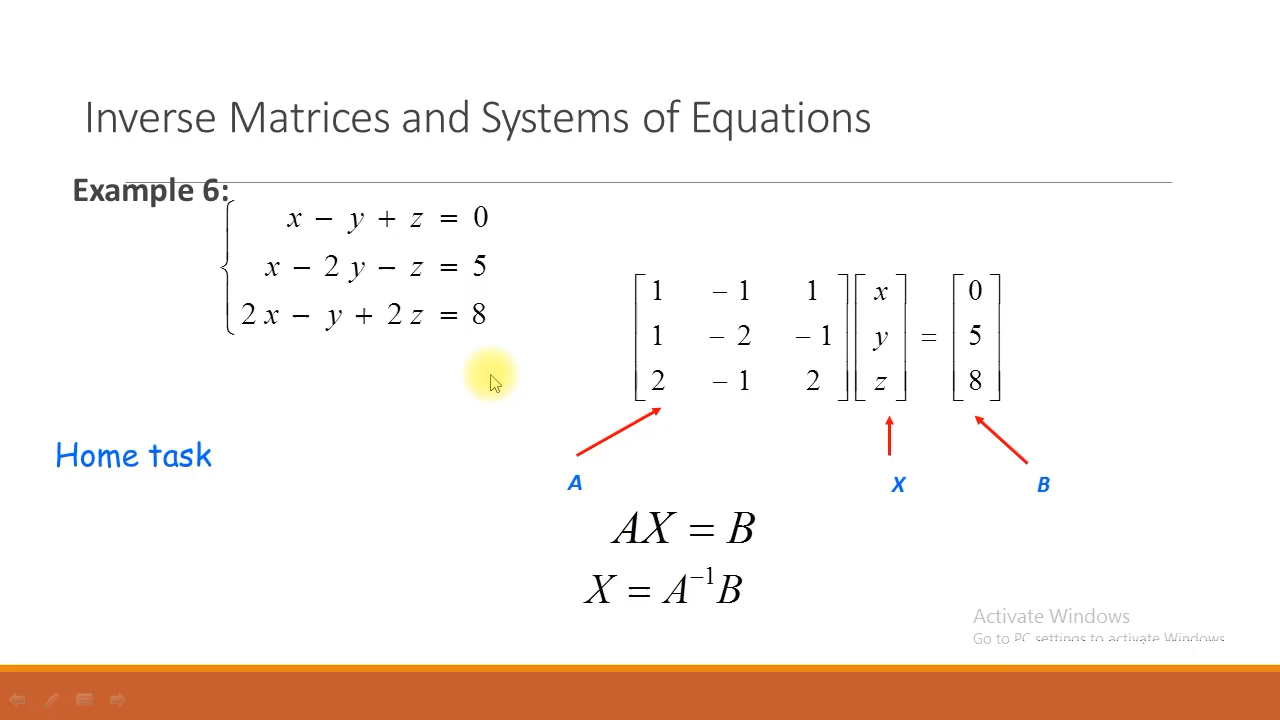 Inverse Matrices and Systems of Equations
Example 6:
x − y + z = 0
x − 2 y − z = 5
2 x − y + 2 z = 8
1 − 1 1 x 0
1 − 2 − 1 y = 5
2 − 1 2 z 8
A X B
Home task
AX = B
X = A⁻¹B
Activate Windows
Go to PC settings to activate Windows.